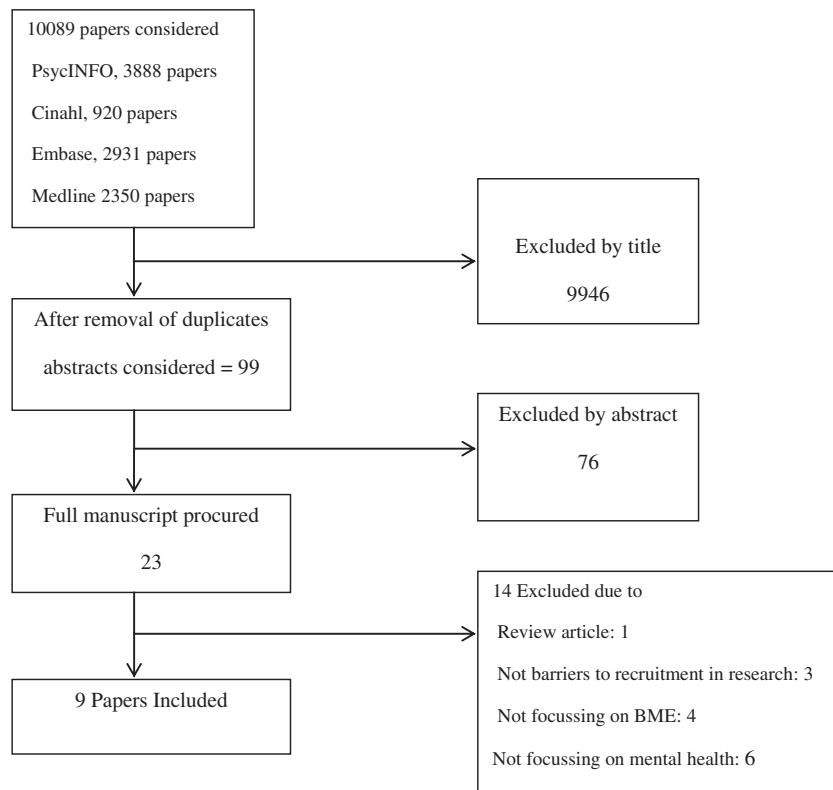 10089 papers considered
PsycINFO, 3888 papers
Cinahl, 920 papers
Embase, 2931 papers
Medline 2350 papers
Excluded by title
9946
After removal of duplicates
abstracts considered = 99
Excluded by abstract
76
Full manuscript procured
23
14 Excluded due to
Review article: 1
Not barriers to recruitment in research: 3
Not focussing on BME: 4
Not focussing on mental health: 6
9 Papers Included